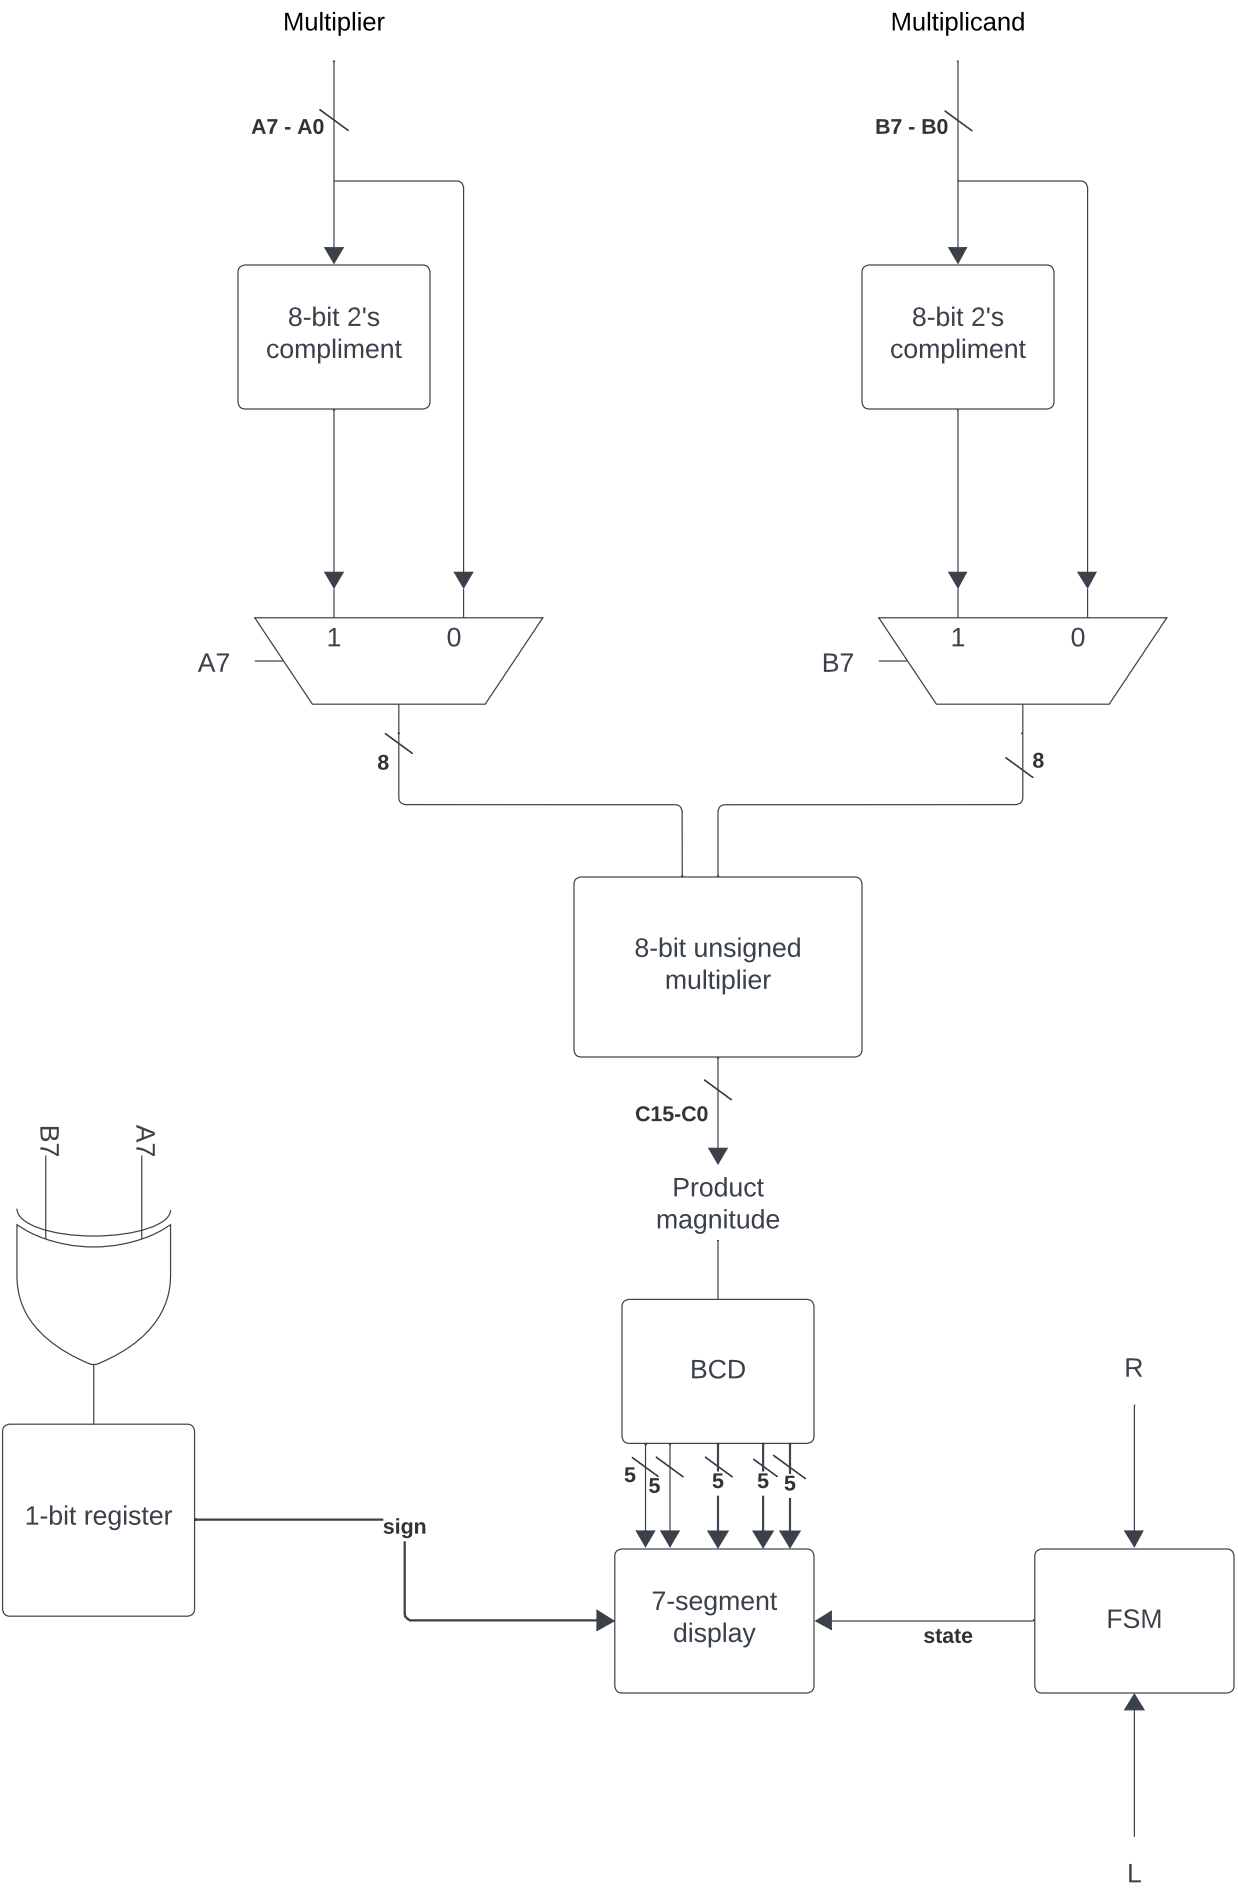 Multiplier
Multiplicand
A7 - A0
B7 - B0
8-bit 2's
compliment
8-bit 2's
compliment
1
0
A7
1
0
B7
8
8
8-bit unsigned
multiplier
C15-C0
B7
A7
Product
magnitude
BCD
R
5
5
5
5
5
1-bit register
sign
7-segment
display
state
FSM
L